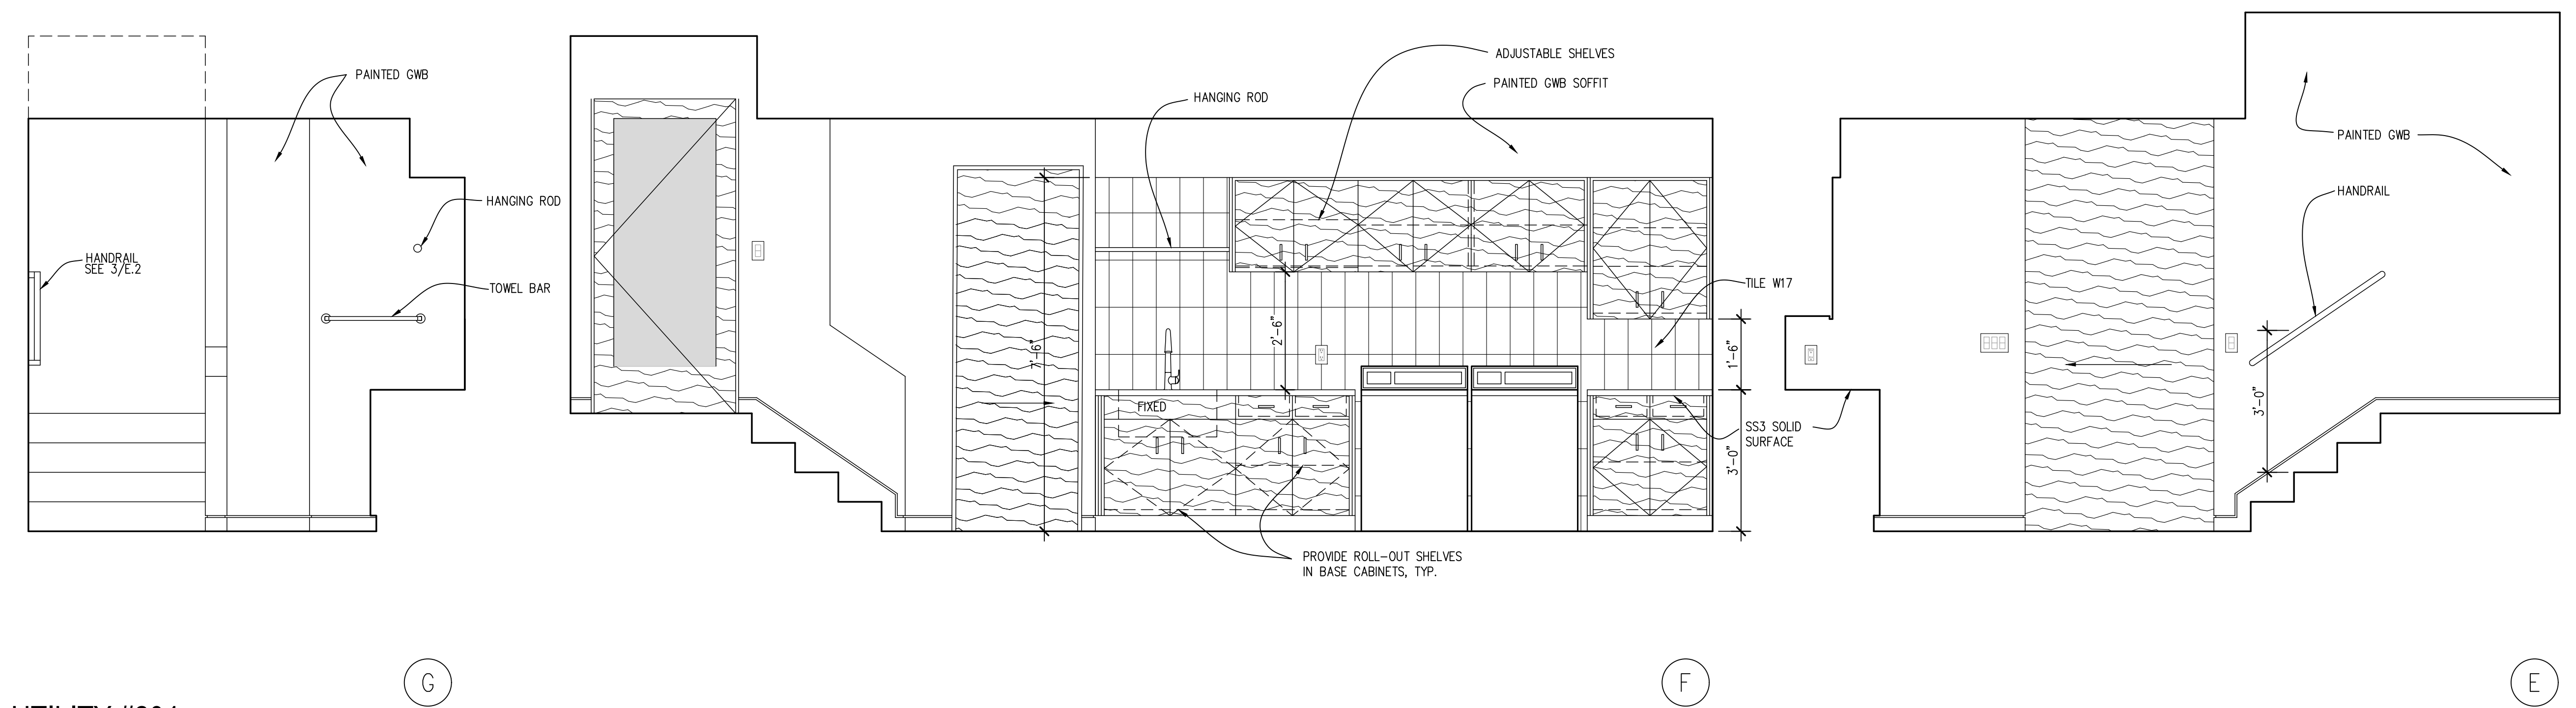 PAINTED GWB
HANGING ROD
HANDRAIL
SEE 3/E.2
TOWEL BAR
G
ADJUSTABLE SHELVES
PAINTED GWB SOFFIT
HANGING ROD
TILE W17
7'-6"
2'-6"
1'-6"
FIXED
SS3 SOLID
SURFACE
3'-0"
PROVIDE ROLL-OUT SHELVES
IN BASE CABINETS, TYP.
F
PAINTED GWB
HANDRAIL
3'-0"
E